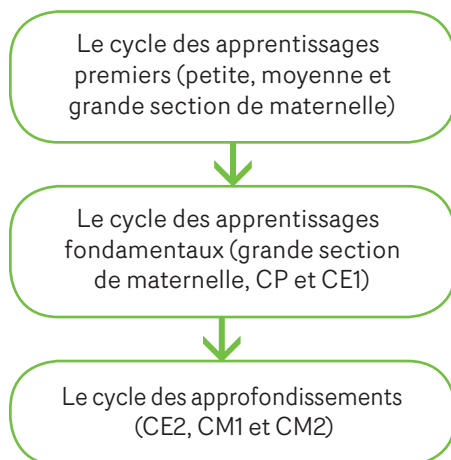 Le cycle des apprentissages
premiers (petite, moyenne et
grande section de maternelle)
Le cycle des apprentissages
fondamentaux (grande section
de maternelle, CP et CE1)
Le cycle des approfondissements
(CE2, CM1 et CM2)